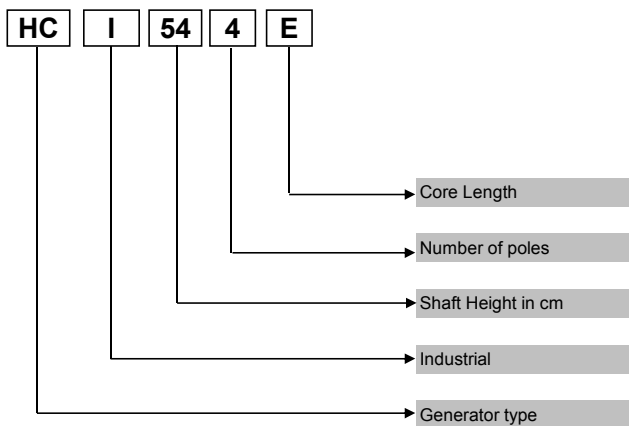 HC I 54 4 E
Core Length
Number of poles
Shaft Height in cm
Industrial
Generator type